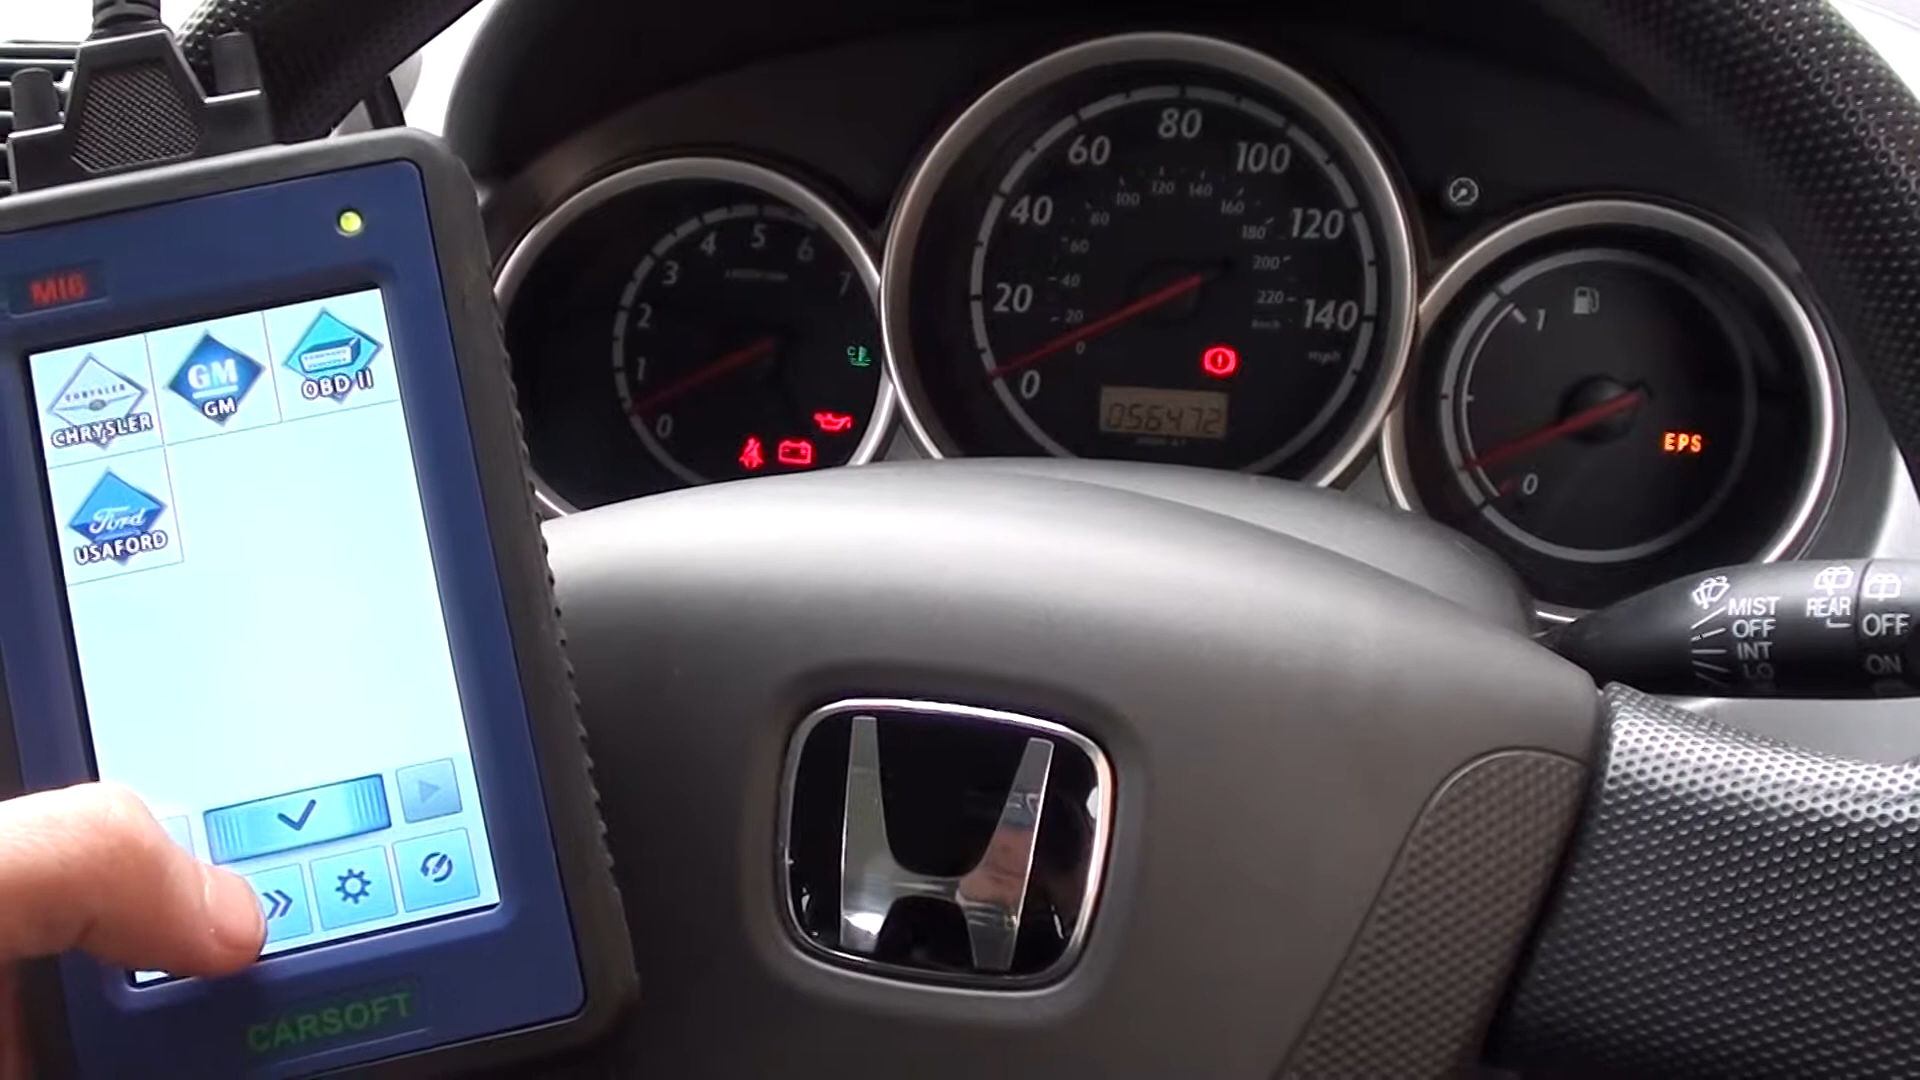 MI6
CHRYSLER
CHRYSLER
GM
GM
OBD II
Ford
USAFORD
CARSOFT
0
1
2
3
4
5
6
7
C
0
20
40
60
80
100
120
140
mph
0
20
40
60
80
100
120
140
160
180
200
220
km/h
056472
1
0
EPS
MIST
OFF
INT
LO
REAR
OFF
ON